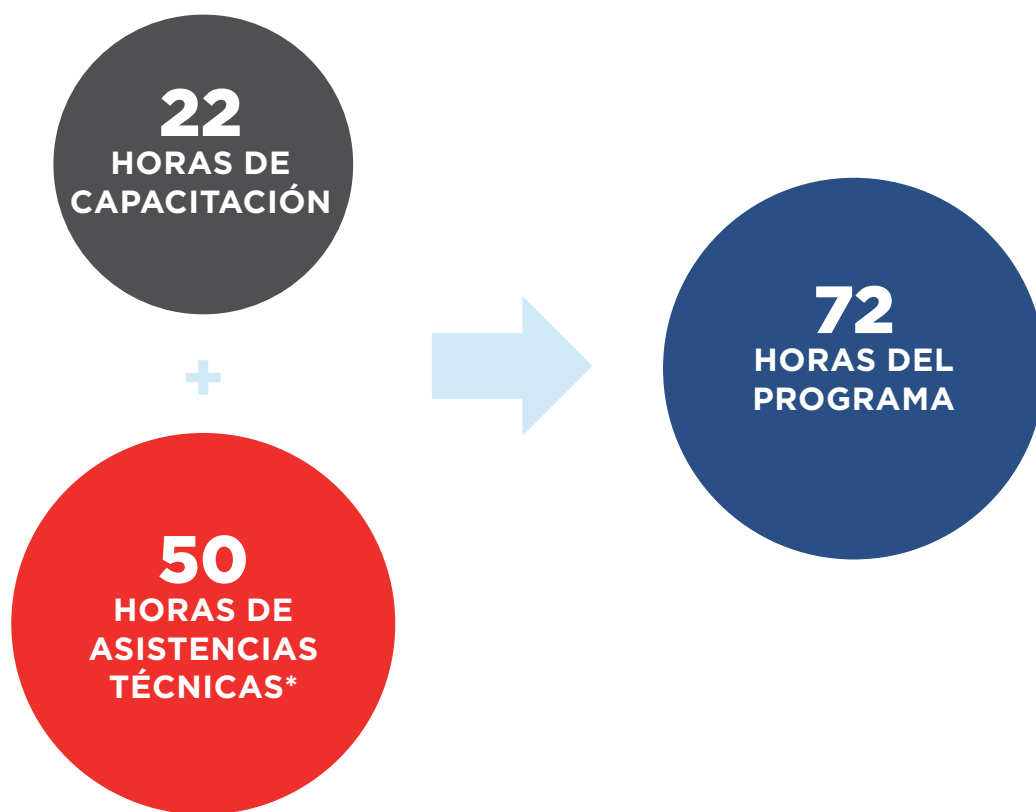 22
HORAS DE
CAPACITACIÓN
+
50
HORAS DE
ASISTENCIAS
TÉCNICAS*
72
HORAS DEL
PROGRAMA